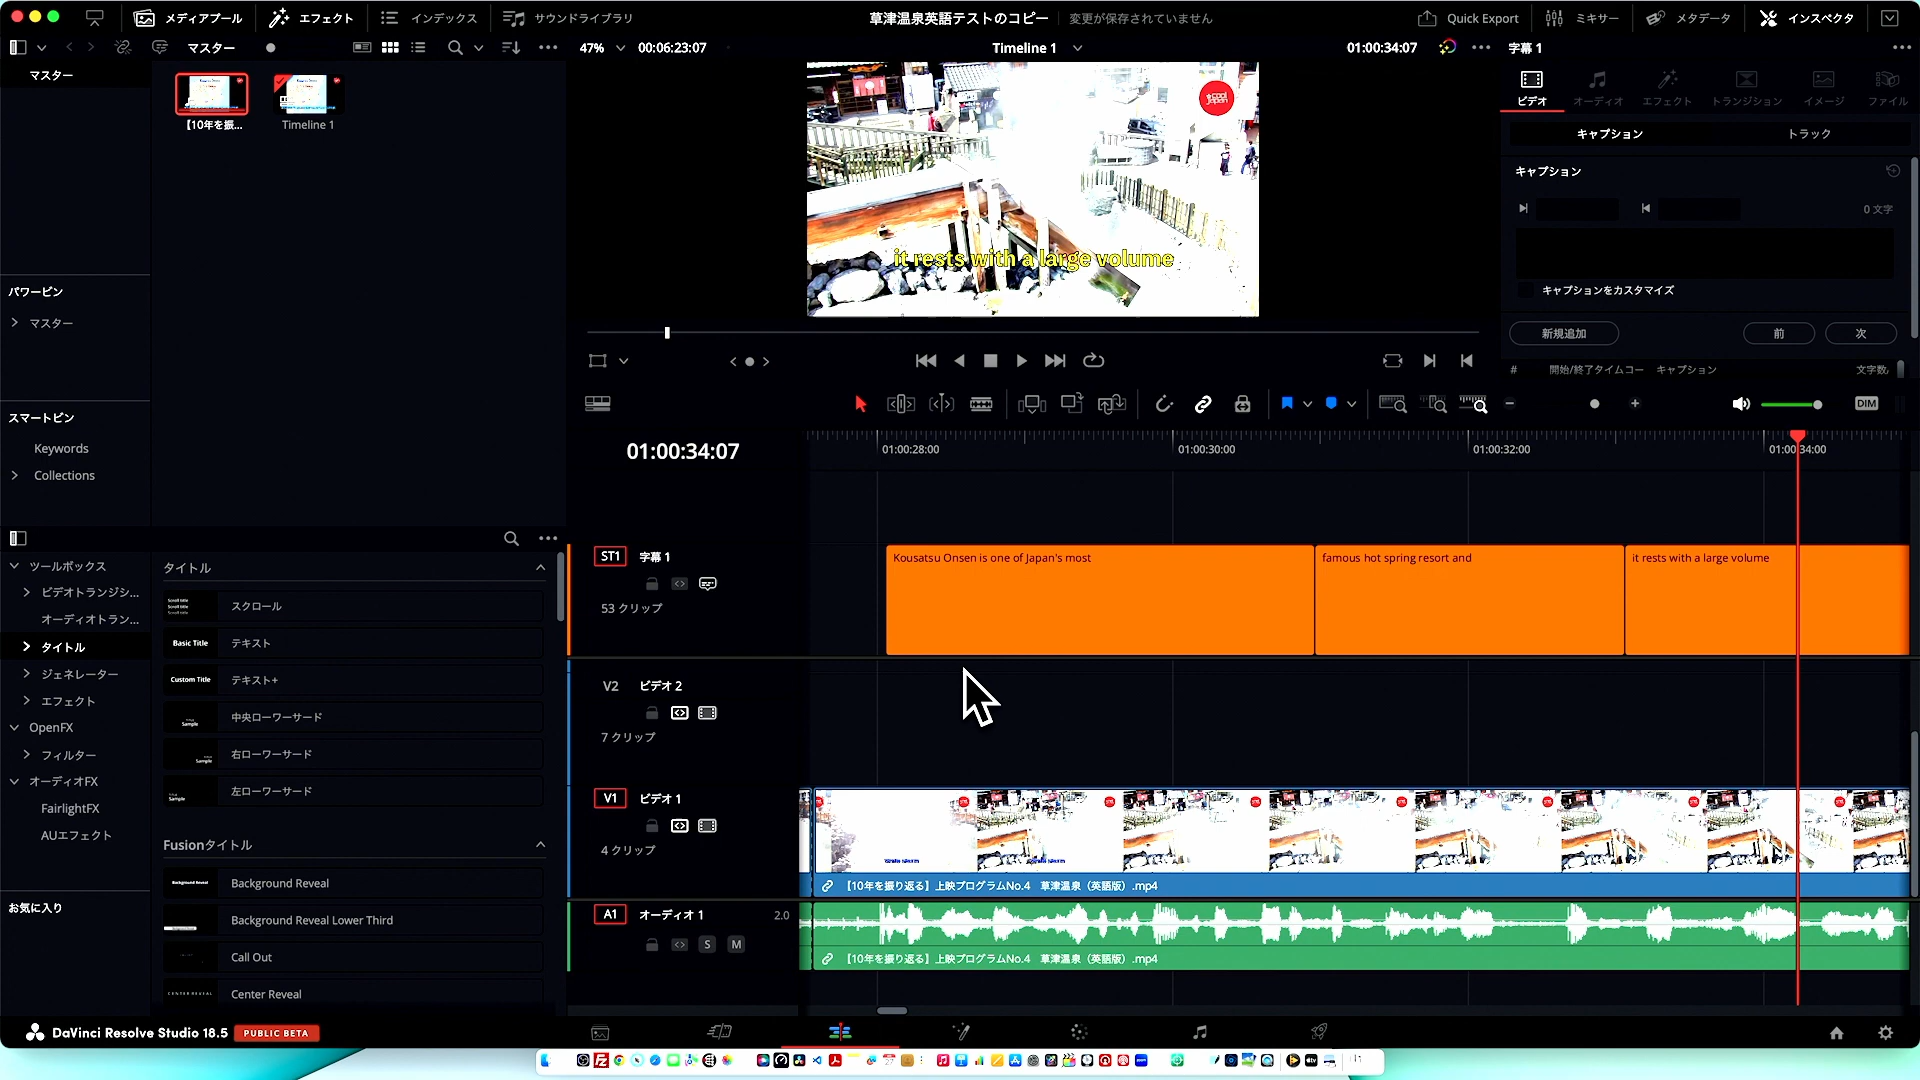 メディアプール
エフェクト
インデックス
サウンドライブラリ
草津温泉英語テストのコピー
変更が保存されていません
Quick Export
ミキサー
メタデータ
インスペクタ
マスター
47%
00:06:23:07
Timeline 1
01:00:34:07
字幕 1
マスター
【10年を振...
Timeline 1
パワービン
マスター
スマートビン
Keywords
Collections
cool japan
it rests with a large volume
ビデオ
オーディオ
エフェクト
トランジション
イメージ
ファイル
キャプション
トラック
キャプション
0 文字
キャプションをカスタマイズ
新規追加
前
次
#
開始/終了タイムコー
キャプション
文字数
DIM
01:00:34:07
01:00:28:00
01:00:30:00
01:00:32:00
01:00:34:00
ツールボックス
ビデオトランジシ...
オーディオトラン...
タイトル
ジェネレーター
エフェクト
OpenFX
フィルター
オーディオFX
FairlightFX
AUエフェクト
お気に入り
タイトル
スクロール
Basic Title
テキスト
Custom Title
テキスト+
Sample
中央ローワーサード
Sample
右ローワーサード
Sample
左ローワーサード
Fusionタイトル
Background Reveal
Background Reveal
Background Reveal Lower Third
Call Out
CENTER REVEAL
Center Reveal
ST1
字幕 1
53 クリップ
Kousatsu Onsen is one of Japan's most
famous hot spring resort and
it rests with a large volume
V2
ビデオ 2
7 クリップ
V1
ビデオ 1
4 クリップ
【10年を振り返る】上映プログラムNo.4　草津温泉（英語版）.mp4
A1
オーディオ 1
2.0
S
M
【10年を振り返る】上映プログラムNo.4　草津温泉（英語版）.mp4
DaVinci Resolve Studio 18.5
PUBLIC BETA